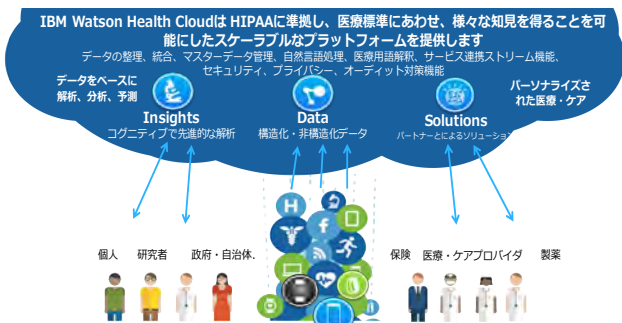 IBM Watson Health Cloudは HIPAAに準拠し、医療標準にあわせ、様々な知見を得ることを可
能にしたスケーラブルなプラットフォームを提供します
データの整理、統合、マスターデータ管理、自然言語処理、医療用語解釈、サービス連携ストリーム機能、
セキュリティ、プライバシー、オーディット対策機能
データをベースに
解析、分析、予測
Insights
コグニティブで先進的な解析
Data
構造化・非構造化データ
Solutions
パートナーとによるソリューション
パーソナライズさ
れた医療・ケア
H
f
個人
研究者
政府・自治体、
保険
医療・ケアプロバイダ
製薬